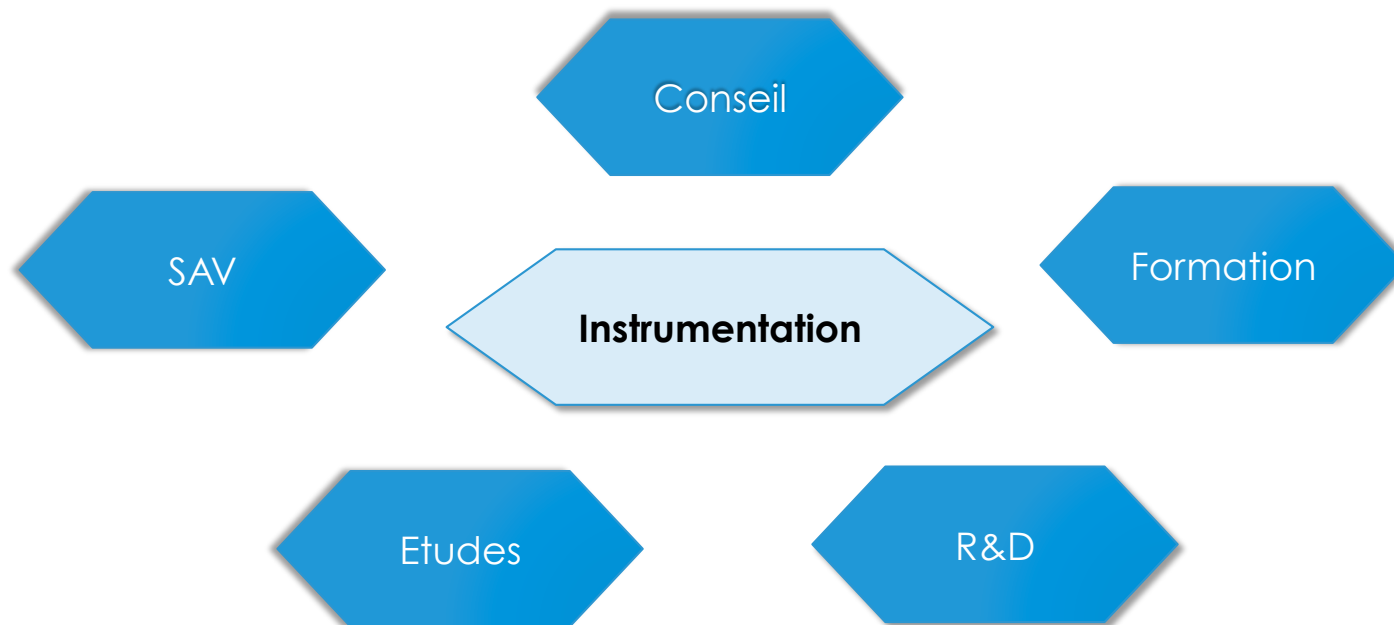 Conseil
SAV
Formation
Instrumentation
Etudes
R&D